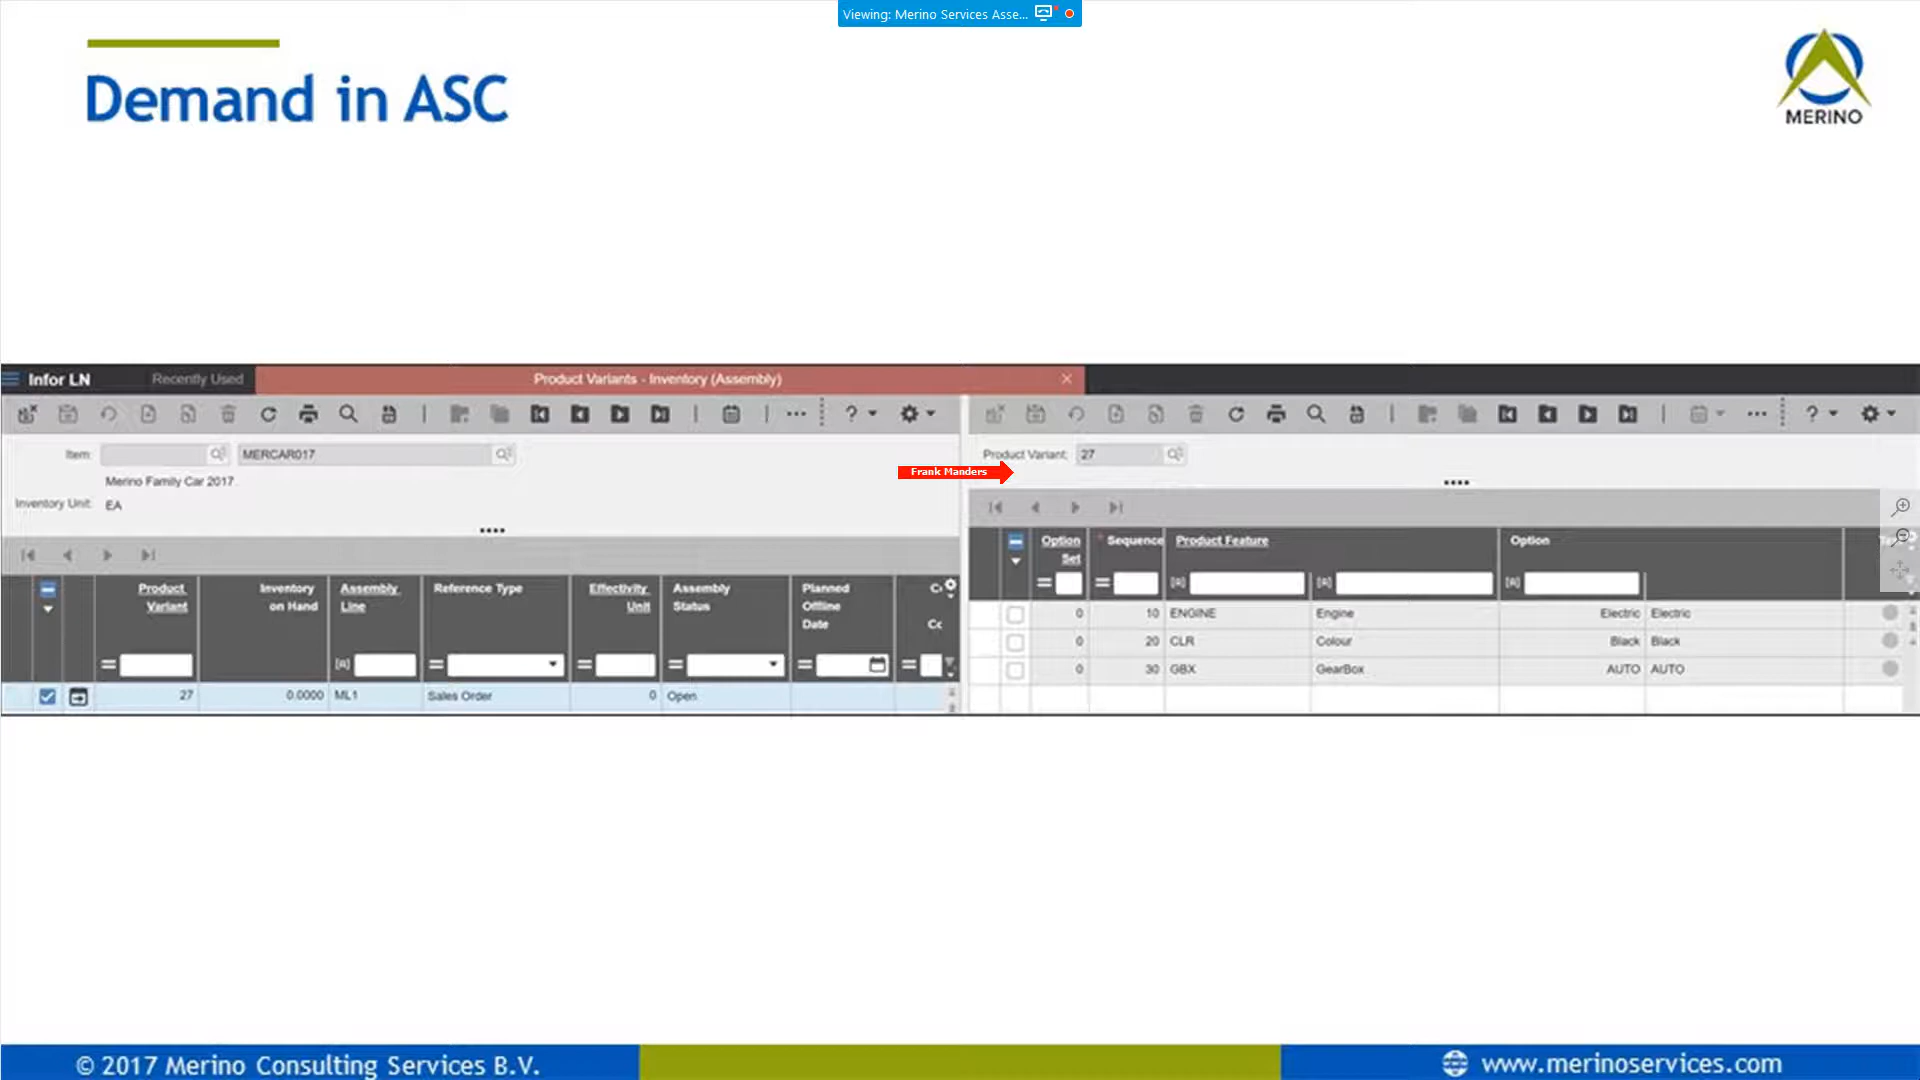 Viewing: Merino Services Asse...
Demand in ASC
MERINO
Infor LN
Recently Used
Product Variants - Inventory (Assembly)
Item:
MERCAR017
Merino Family Car 2017
Inventory Unit:
EA
Product Variant
Inventory on Hand
Assembly Line
Reference Type
Effectivity Unit
Assembly Status
Planned Offline Date
27
0.0000
ML1
Sales Order
0
Open
Frank Manders
Product Variant:
27
Option Set
Sequence
Product Feature
Option
0 10 ENGINE Engine Electric Electric
0 20 CLR Colour Black Black
0 30 GBX GearBox AUTO AUTO
© 2017 Merino Consulting Services B.V.
www.merinoservices.com